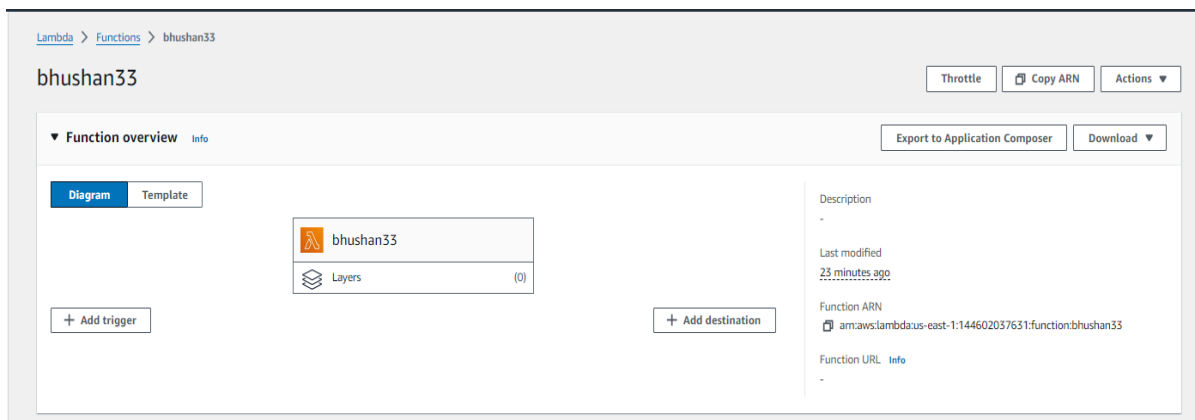 Lambda > Functions > bhushan33
bhushan33
Throttle
Copy ARN
Actions ▼
▼ Function overview Info
Export to Application Composer
Download ▼
Diagram
Template
bhushan33
Layers
(0)
+ Add trigger
+ Add destination
Description
-
Last modified
23 minutes ago
Function ARN
arn:aws:lambda:us-east-1:144602037631:function:bhushan33
Function URL Info
-